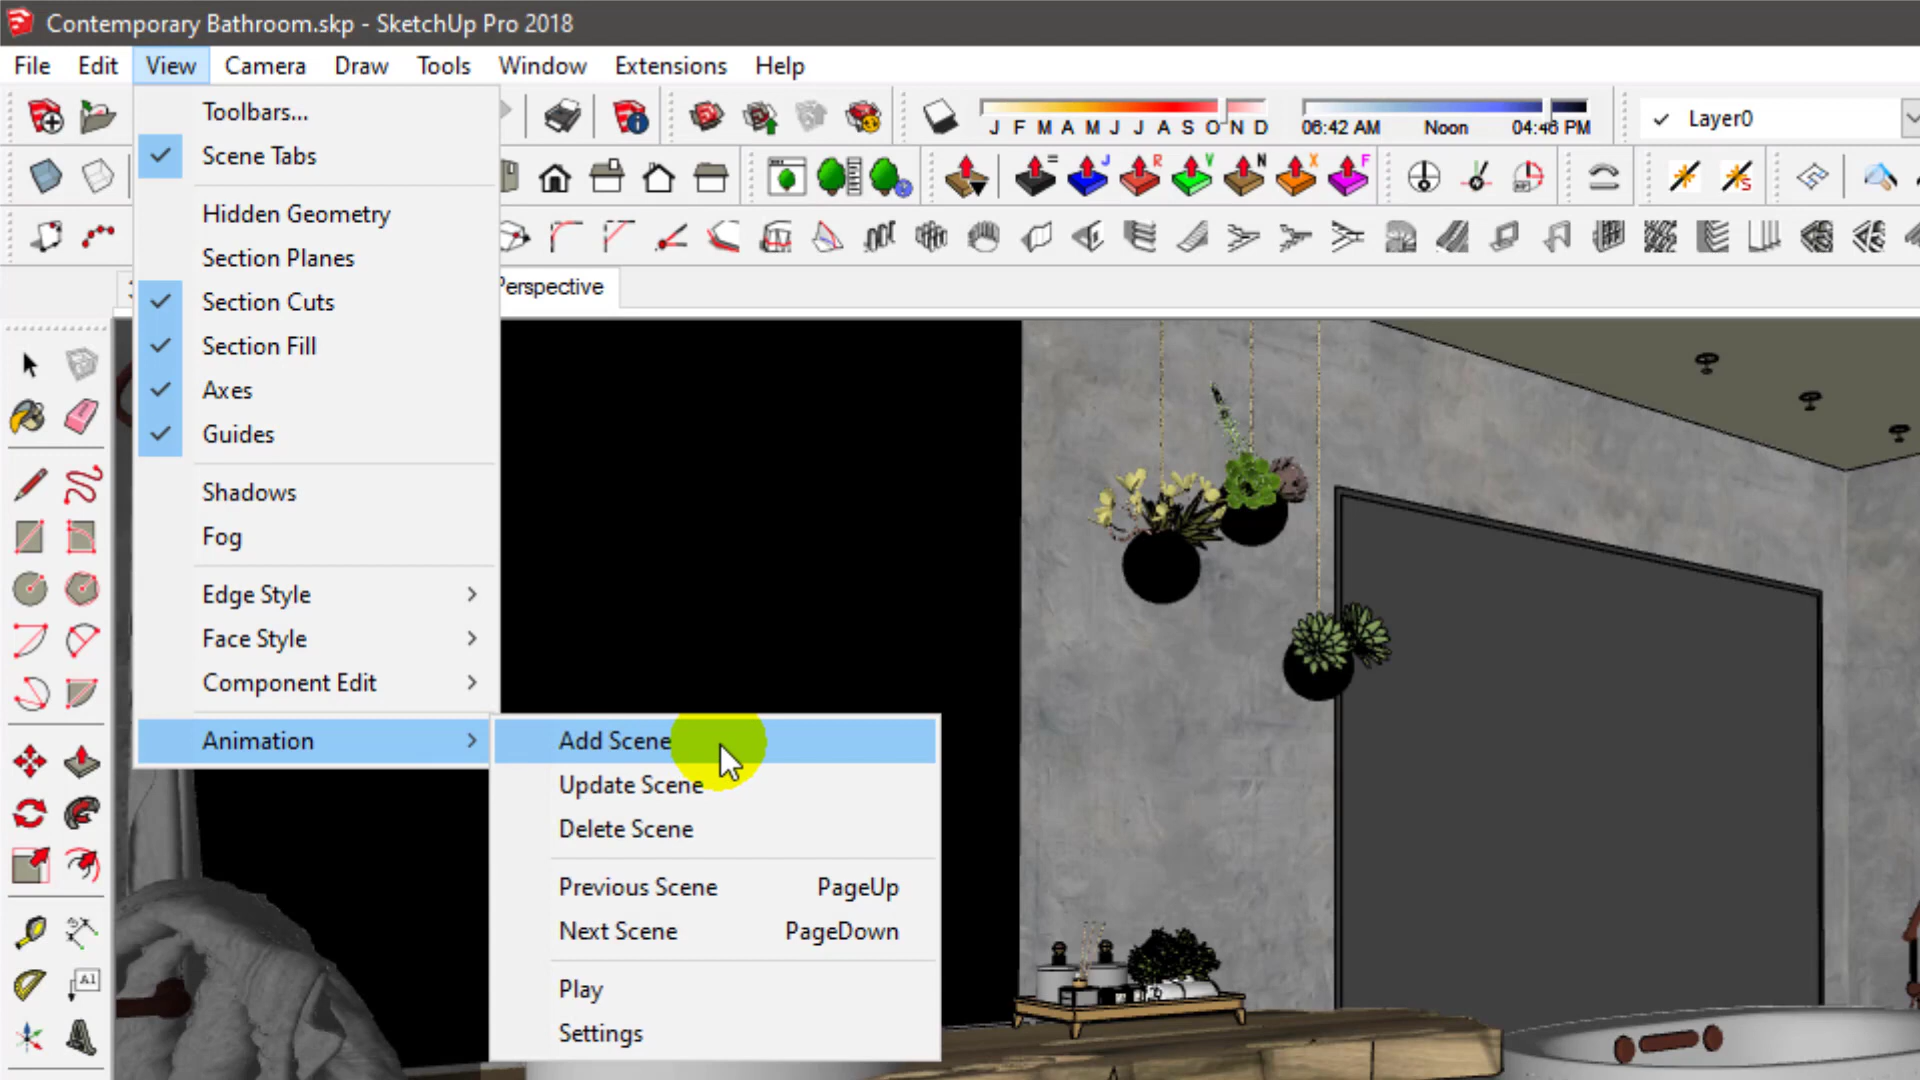 Contemporary Bathroom.skp - SketchUp Pro 2018
File Edit View Camera Draw Tools Window Extensions Help
J F M A M J J A S O N D
06:42 AM Noon 04:46 PM
Layer0
Toolbars...
Scene Tabs
Hidden Geometry
Section Planes
Section Cuts
Section Fill
Axes
Guides
Shadows
Fog
Edge Style
Face Style
Component Edit
Animation
= J R V N X F
S
Perspective
Add Scene
Update Scene
Delete Scene
Previous Scene PageUp
Next Scene PageDown
Play
Settings
A1